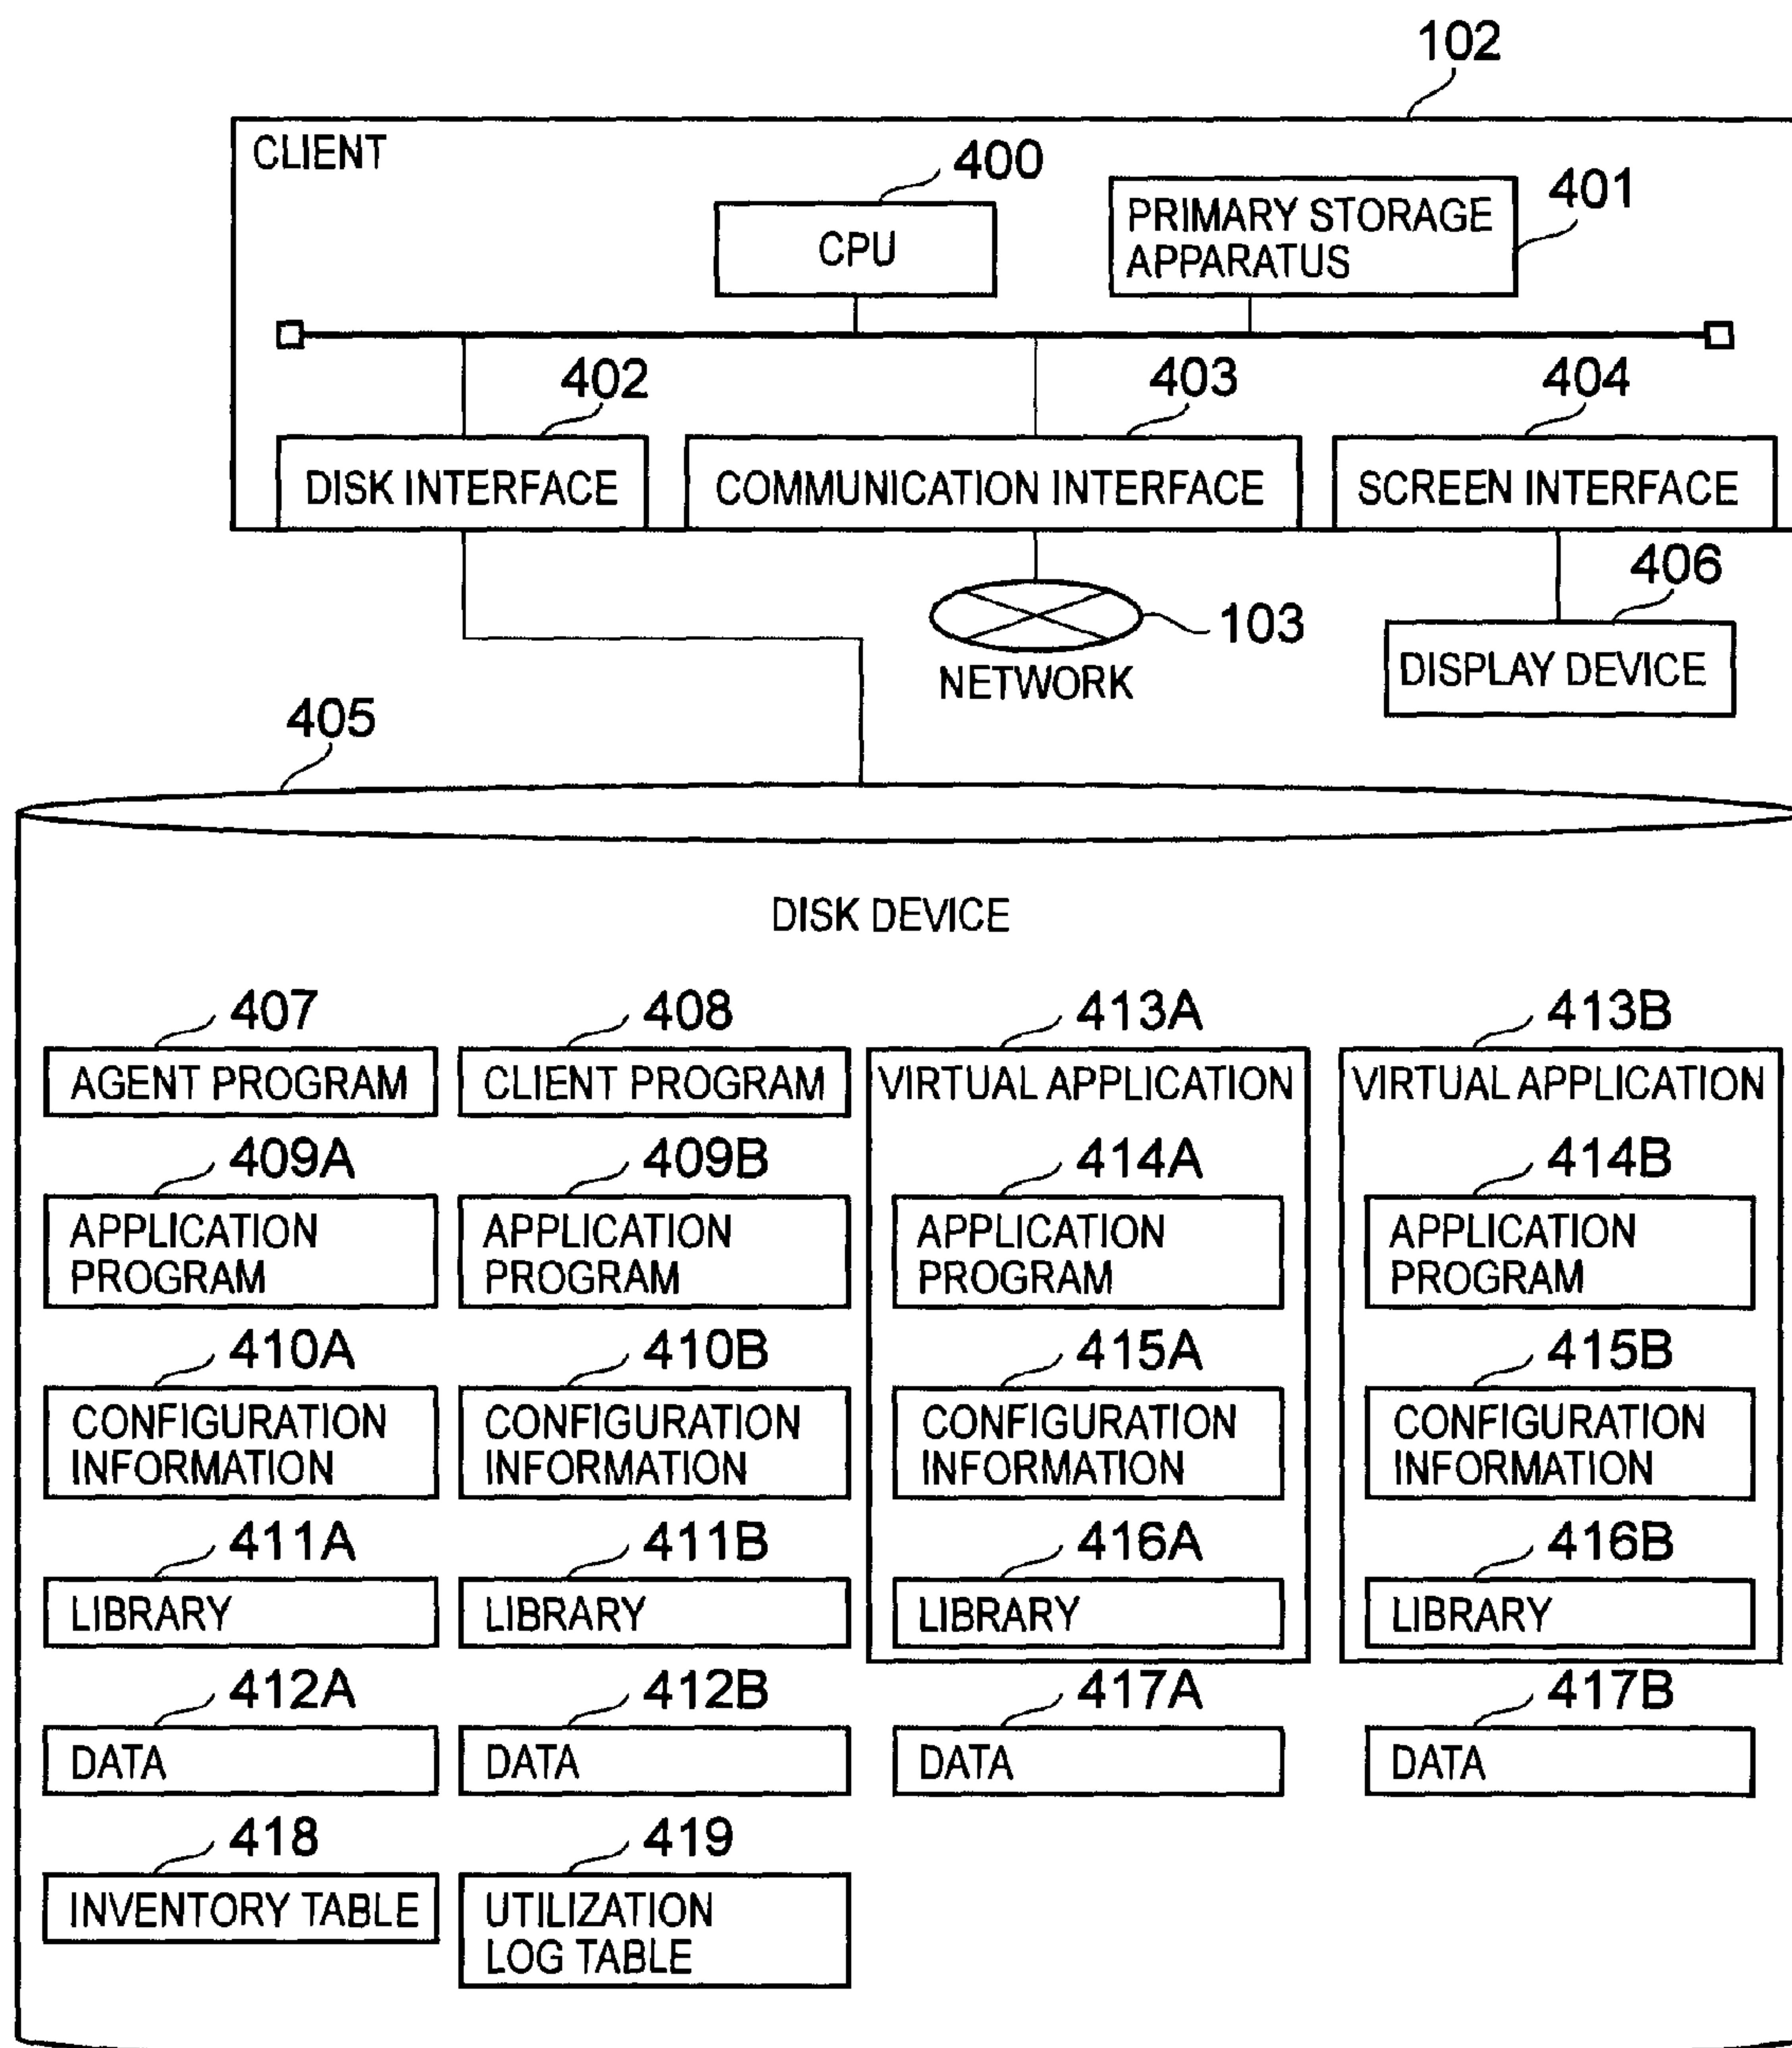 102
CLIENT
400
CPU
PRIMARY STORAGE
APPARATUS
401
402
403
404
DISK INTERFACE
COMMUNICATION INTERFACE
SCREEN INTERFACE
406
103
NETWORK
DISPLAY DEVICE
405
DISK DEVICE
407
408
413A
413B
AGENT PROGRAM
CLIENT PROGRAM
VIRTUAL APPLICATION
VIRTUAL APPLICATION
409A
409B
414A
414B
APPLICATION
PROGRAM
APPLICATION
PROGRAM
APPLICATION
PROGRAM
APPLICATION
PROGRAM
410A
410B
415A
415B
CONFIGURATION
INFORMATION
CONFIGURATION
INFORMATION
CONFIGURATION
INFORMATION
CONFIGURATION
INFORMATION
411A
411B
416A
416B
LIBRARY
LIBRARY
LIBRARY
LIBRARY
412A
412B
417A
417B
DATA
DATA
DATA
DATA
418
419
INVENTORY TABLE
UTILIZATION
LOG TABLE